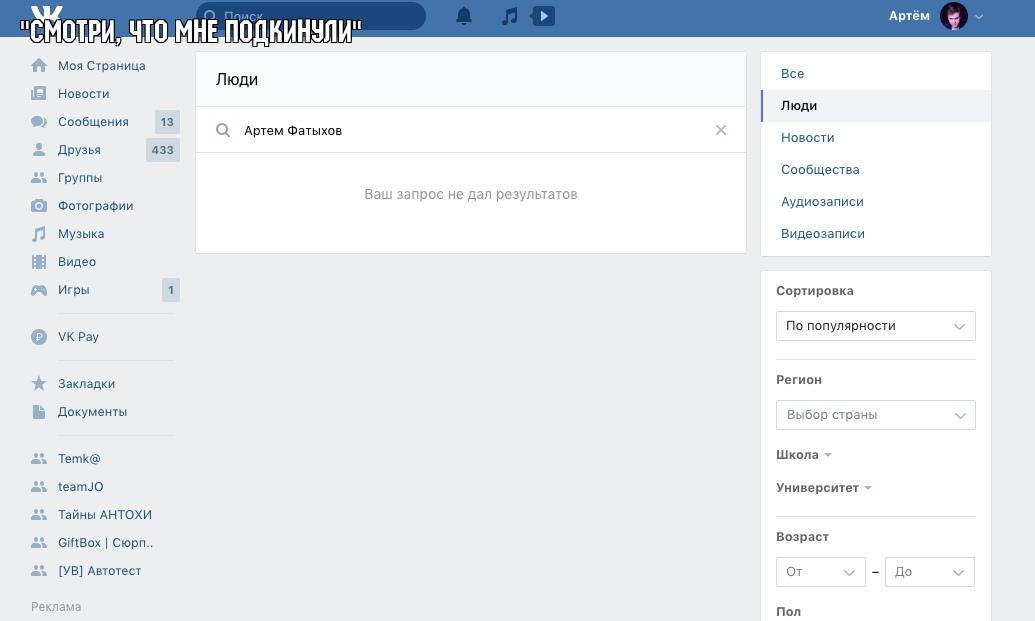 Поиск
Артём
"СМОТРИ, ЧТО МНЕ ПОДКИНУЛИ"
Моя Страница
Новости
Сообщения 13
Друзья 433
Группы
Фотографии
Музыка
Видео
Игры 1
VK Pay
Закладки
Документы
Temk@
teamJO
Тайны АНТОХИ
GiftBox | Сюрп..
[УВ] Автотест
Реклама
Люди
Артем Фатыхов
Ваш запрос не дал результатов
Все
Люди
Новости
Сообщества
Аудиозаписи
Видеозаписи
Сортировка
По популярности
Регион
Выбор страны
Школа
Университет
Возраст
От – До
Пол